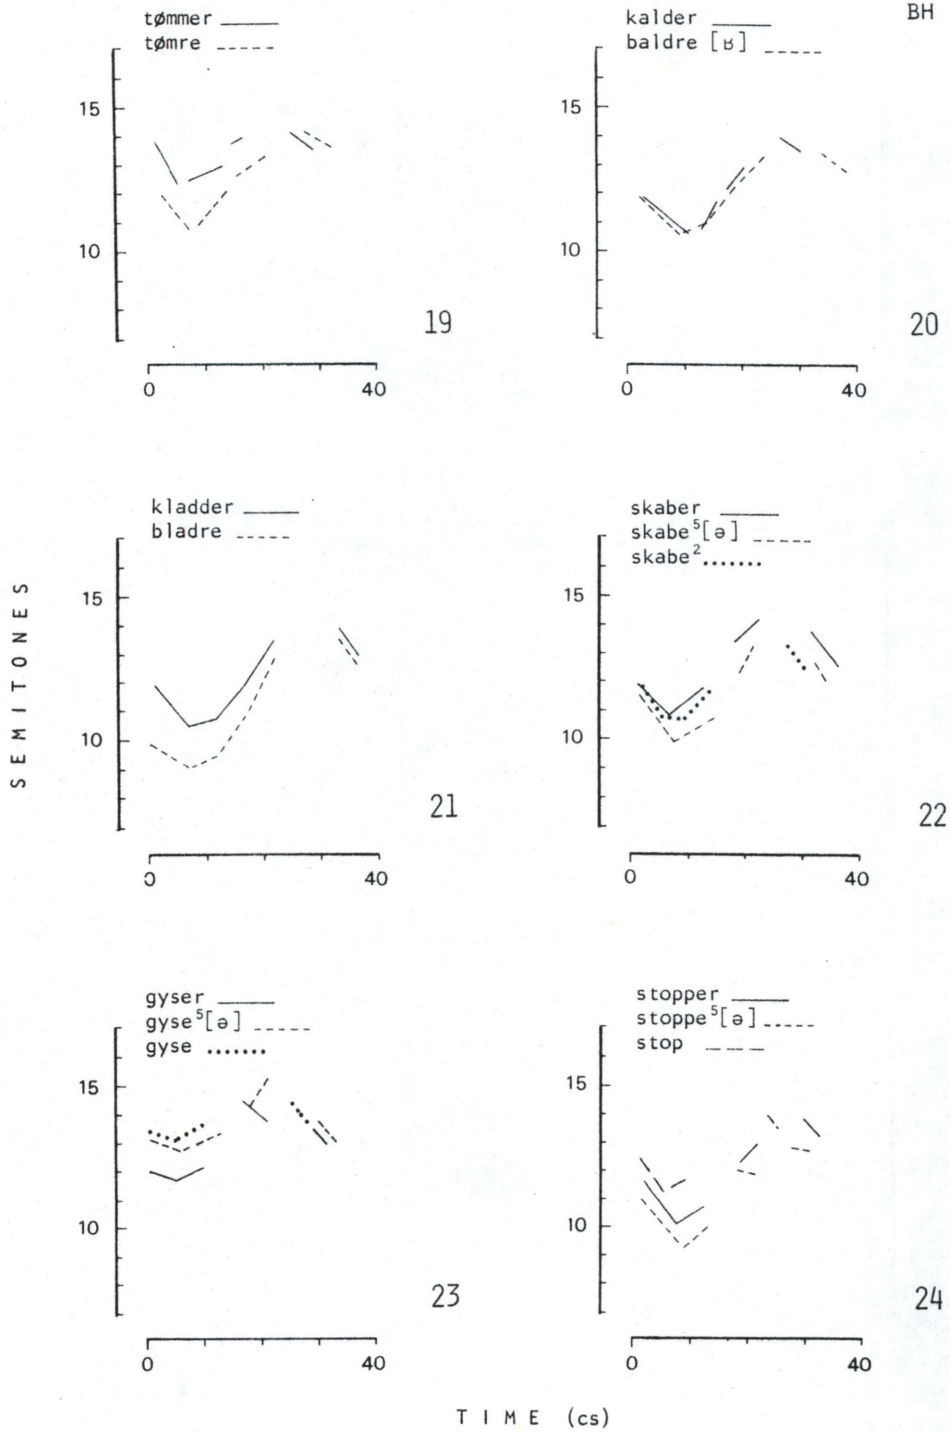 BH
tømmer
tømre
15
10
0 40
19
kalder
baldre [ʁ]
15
10
0 40
20
kladder
bladre
15
10
0 40
21
skaber
skabe⁵[ə]
skabe²
15
10
0 40
22
gyser
gyse⁵[ə]
gyse
15
10
0 40
23
stopper
stoppe⁵[ə]
stop
15
10
0 40
24
SEMITONES
TIME (cs)